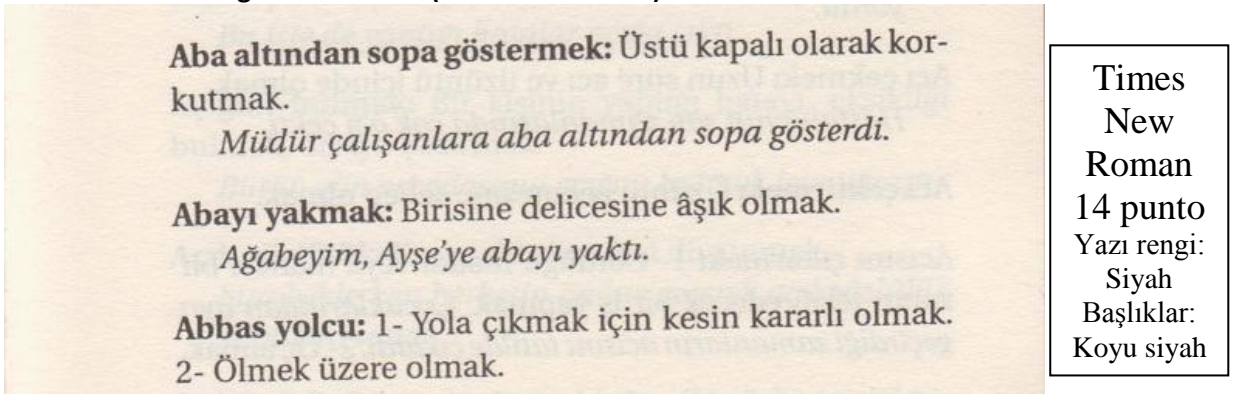 Aba altından sopa göstermek: Üstü kapalı olarak kor-
kutmak.
Müdür çalışanlara aba altından sopa gösterdi.
Abayı yakmak: Birisine delicesine âşık olmak.
Ağabeyim, Ayşe'ye abayı yaktı.
Abbas yolcu: 1- Yola çıkmak için kesin kararlı olmak.
2- Ölmek üzere olmak.
Times
New
Roman
14 punto
Yazı rengi:
Siyah
Başlıklar:
Koyu siyah